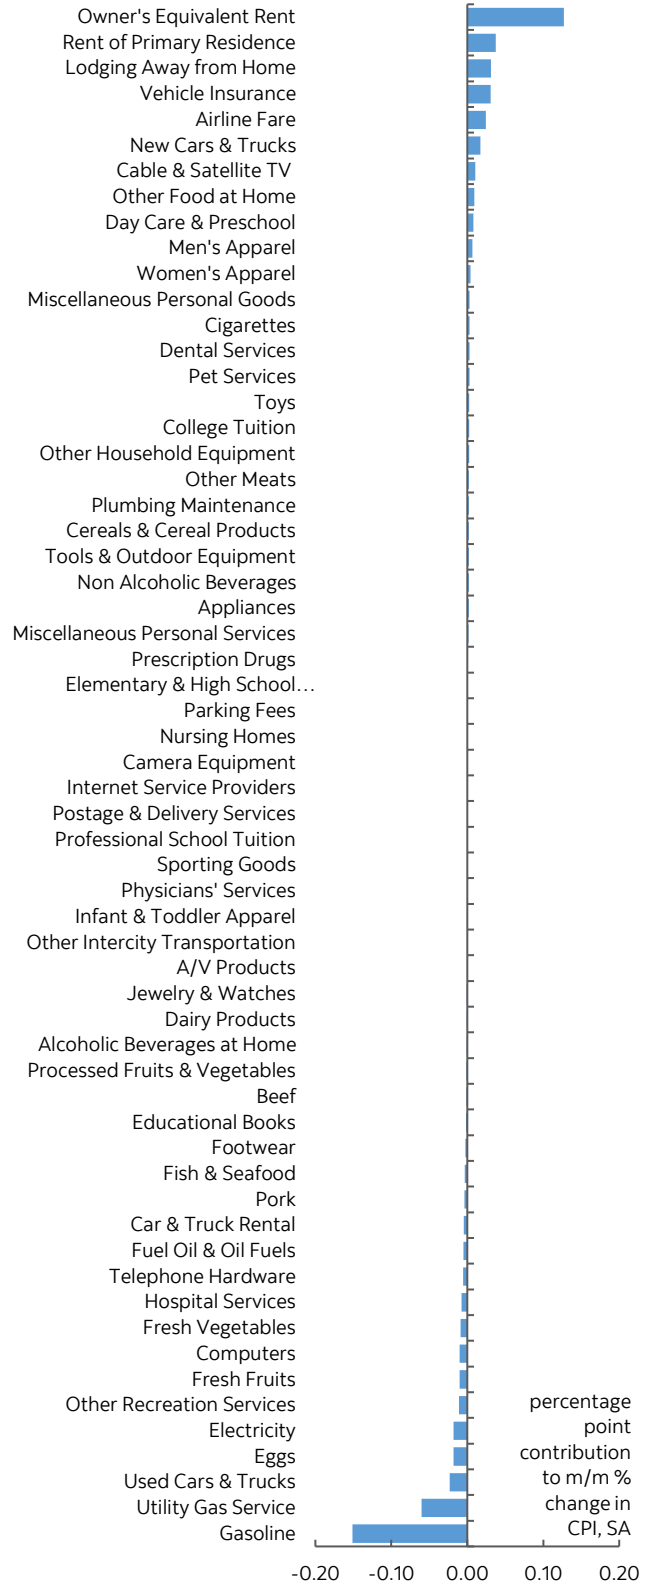 Owner's Equivalent Rent
Rent of Primary Residence
Lodging Away from Home
Vehicle Insurance
Airline Fare
New Cars & Trucks
Cable & Satellite TV
Other Food at Home
Day Care & Preschool
Men's Apparel
Women's Apparel
Miscellaneous Personal Goods
Cigarettes
Dental Services
Pet Services
Toys
College Tuition
Other Household Equipment
Other Meats
Plumbing Maintenance
Cereals & Cereal Products
Tools & Outdoor Equipment
Non Alcoholic Beverages
Appliances
Miscellaneous Personal Services
Prescription Drugs
Elementary & High School...
Parking Fees
Nursing Homes
Camera Equipment
Internet Service Providers
Postage & Delivery Services
Professional School Tuition
Sporting Goods
Physicians' Services
Infant & Toddler Apparel
Other Intercity Transportation
A/V Products
Jewelry & Watches
Dairy Products
Alcoholic Beverages at Home
Processed Fruits & Vegetables
Beef
Educational Books
Footwear
Fish & Seafood
Pork
Car & Truck Rental
Fuel Oil & Oil Fuels
Telephone Hardware
Hospital Services
Fresh Vegetables
Computers
Fresh Fruits
Other Recreation Services
Electricity
Eggs
Used Cars & Trucks
Utility Gas Service
Gasoline
percentage
point
contribution
to m/m %
change in
CPI, SA
-0.20 -0.10 0.00 0.10 0.20